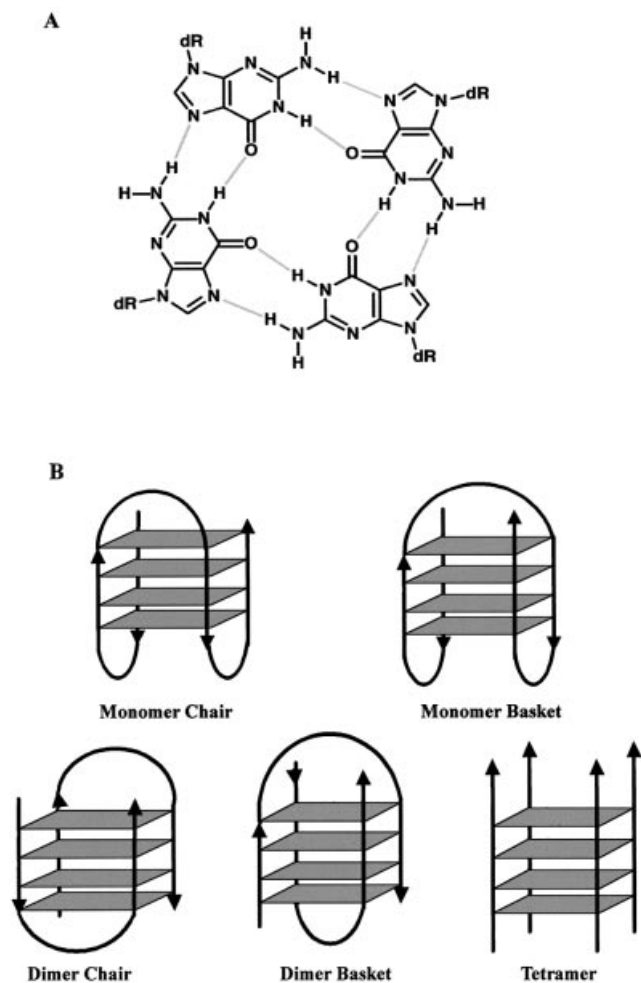 A
H
dR
N N N H
dR
N N H N
O O N
H
H N N H N H N H
H
N O O
H
N N N N
dR
H N N N
dR
H
B
Monomer Chair
Monomer Basket
Dimer Chair
Dimer Basket
Tetramer